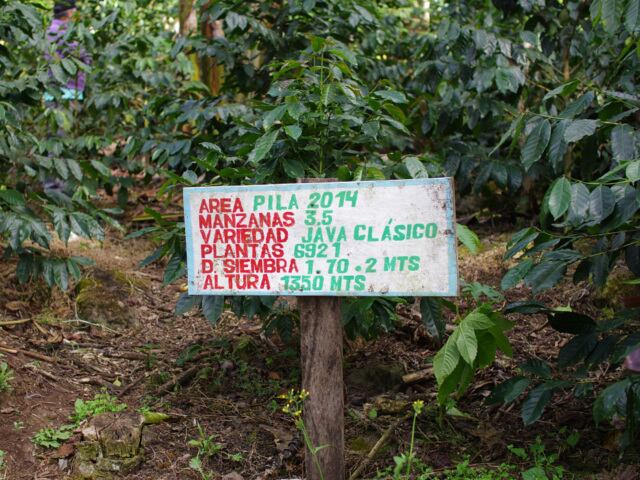 AREA PILA 2014
MANZANAS 3.5
VARIEDAD JAVA CLÁSICO
PLANTAS 6921
D. SIEMBRA 1.70.2 MTS
ALTURA 1350 MTS